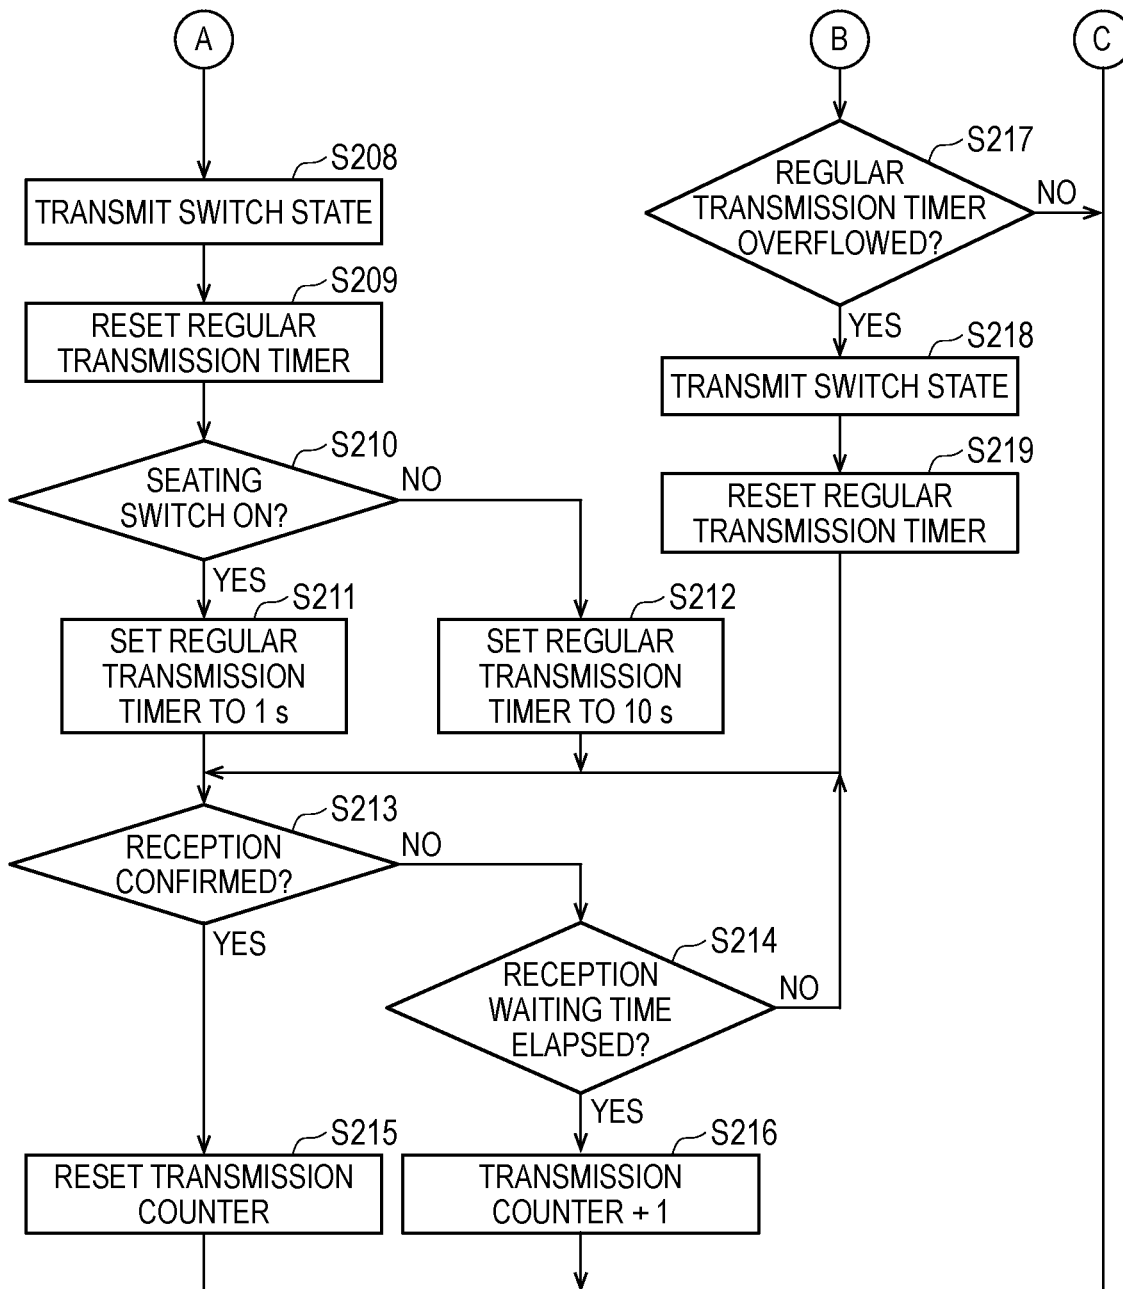 A
B
C
S208
TRANSMIT SWITCH STATE
S209
RESET REGULAR
TRANSMISSION TIMER
S210
SEATING
SWITCH ON?
NO
YES
S211
SET REGULAR
TRANSMISSION
TIMER TO 1 s
S212
SET REGULAR
TRANSMISSION
TIMER TO 10 s
S213
RECEPTION
CONFIRMED?
NO
YES
S214
RECEPTION
WAITING TIME
ELAPSED?
NO
YES
S215
RESET TRANSMISSION
COUNTER
S216
TRANSMISSION
COUNTER + 1
S217
REGULAR
TRANSMISSION TIMER
OVERFLOWED?
NO
YES
S218
TRANSMIT SWITCH STATE
S219
RESET REGULAR
TRANSMISSION TIMER